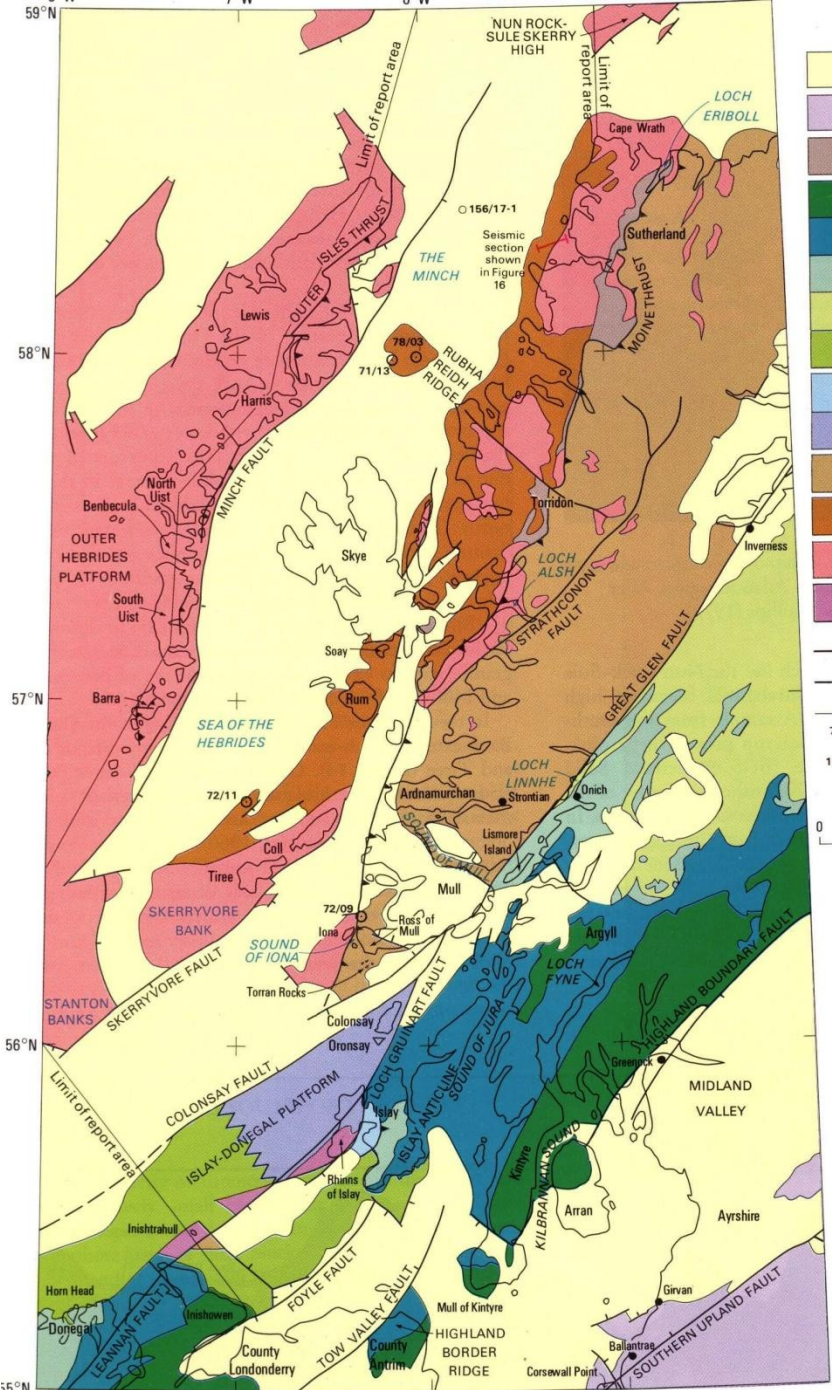 59°N
7°W
6°W
NUN ROCK-
SULE SKERRY
HIGH
Limit of report area
Limit of
report area
LOCH
ERIBOLL
Cape Wrath
156/17-1
OUTER ISLES THRUST
THE
MINCH
Seismic
section
shown
in Figure
16
Sutherland
Lewis
MOINE THRUST
58°N
78/03
71/13
RUBHA
REIDH
RIDGE
Harris
MINCH FAULT
North
Uist
Benbecula
Torridon
OUTER
HEBRIDES
PLATFORM
Skye
Inverness
LOCH
ALSH
South
Uist
STRATHCONON
FAULT
Soay
GREAT GLEN FAULT
57°N
Barra
Rum
SEA OF THE
HEBRIDES
LOCH
LINNHE
72/11
Ardnamurchan
Strontian
Onich
0
SOUND OF MULL
Lismore
Island
Coll
Tiree
Mull
SKERRYVORE
BANK
72/09
Iona
Ross of
Mull
Argyll
SOUND
OF IONA
LOCH
FYNE
SKERRYVORE FAULT
Torran Rocks
HIGHLAND BOUNDARY FAULT
STANTON
BANKS
Colonsay
LOCH GRUINART FAULT
SOUND OF JURA
56°N
Oronsay
Greenock
Limit of report area
COLONSAY FAULT
MIDLAND
VALLEY
ISLAY-DONEGAL PLATFORM
Islay
ISLAY ANTICLINE
Kintyre
KILBRANNAN SOUND
Rhinns
of Islay
Arran
Ayrshire
Inishtrahull
FOYLE FAULT
Horn Head
Mull of Kintyre
Girvan
Donegal
LEANNAN FAULT
Inishowen
TOW VALLEY FAULT
SOUTHERN UPLAND FAULT
County
Londonderry
County
Antrim
HIGHLAND
BORDER
RIDGE
Ballantrae
Corsewall Point
55°N